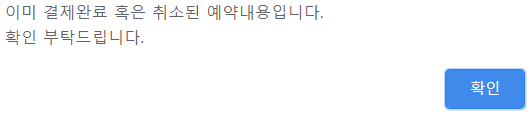 이미 결제완료 혹은 취소된 예약내용입니다.
확인 부탁드립니다.
확인